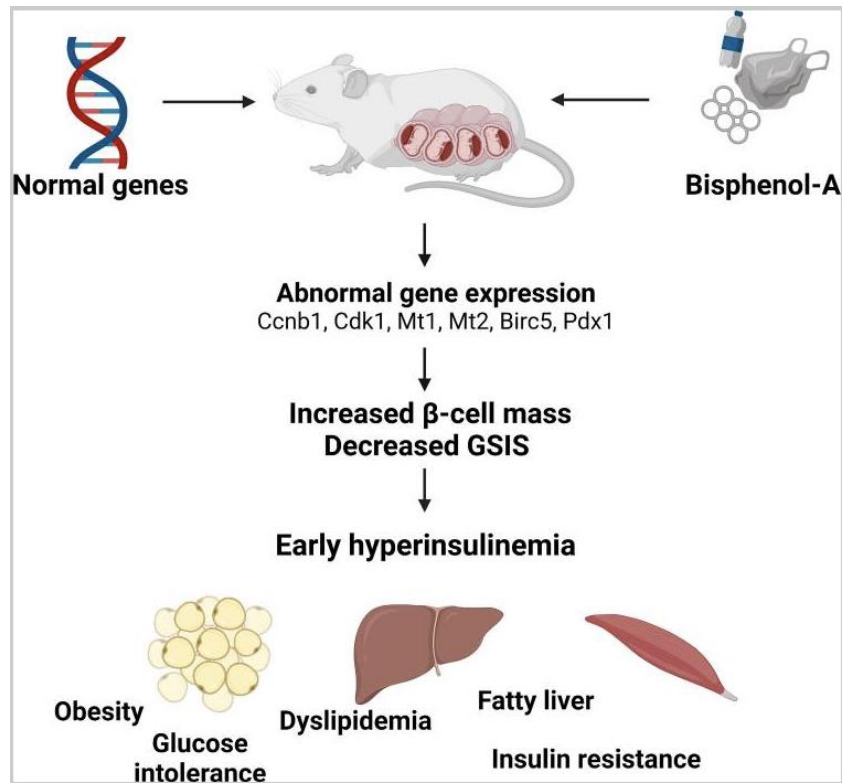 Normal genes
Bisphenol-A
Abnormal gene expression
Ccnb1, Cdk1, Mt1, Mt2, Birc5, Pdx1
Increased β-cell mass
Decreased GSIS
Early hyperinsulinemia
Obesity
Glucose
intolerance
Dyslipidemia
Fatty liver
Insulin resistance